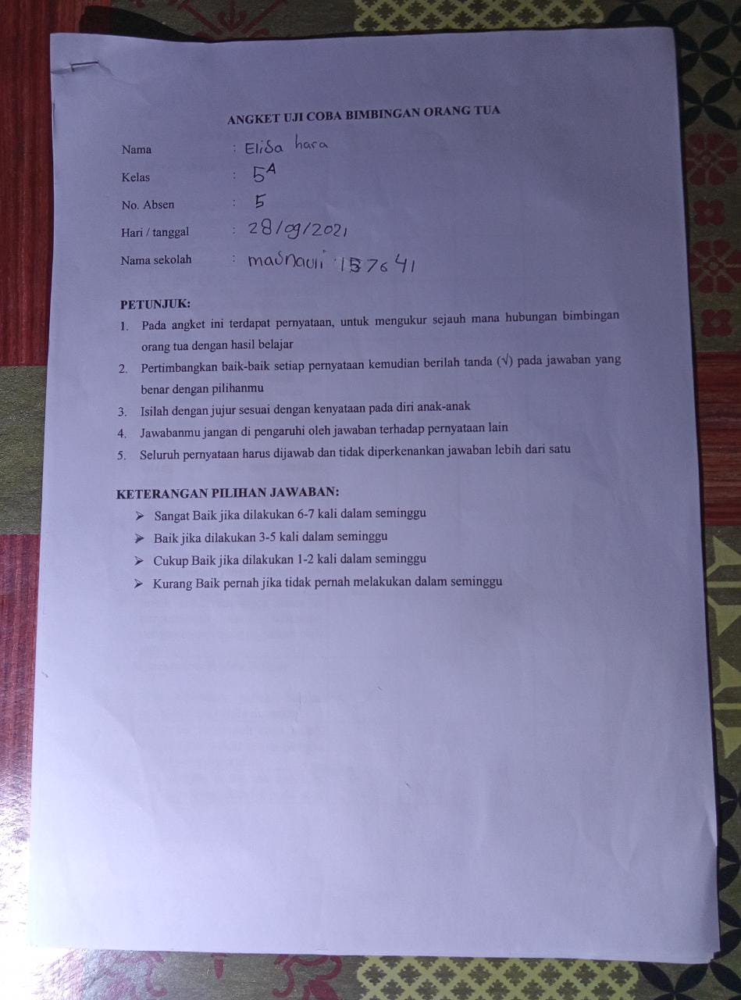 ANGKET UJI COBA BIMBINGAN ORANG TUA
Nama : Elisa hara
Kelas : 5A
No. Absen : 5
Hari / tanggal : 28/09/2021
Nama sekolah : masnauli 157641
PETUNJUK:
1. Pada angket ini terdapat pernyataan, untuk mengukur sejauh mana hubungan bimbingan
orang tua dengan hasil belajar
2. Pertimbangkan baik-baik setiap pernyataan kemudian berilah tanda (√) pada jawaban yang
benar dengan pilihanmu
3. Isilah dengan jujur sesuai dengan kenyataan pada diri anak-anak
4. Jawabanmu jangan di pengaruhi oleh jawaban terhadap pernyataan lain
5. Seluruh pernyataan harus dijawab dan tidak diperkenankan jawaban lebih dari satu
KETERANGAN PILIHAN JAWABAN:
➢ Sangat Baik jika dilakukan 6-7 kali dalam seminggu
➢ Baik jika dilakukan 3-5 kali dalam seminggu
➢ Cukup Baik jika dilakukan 1-2 kali dalam seminggu
➢ Kurang Baik pernah jika tidak pernah melakukan dalam seminggu